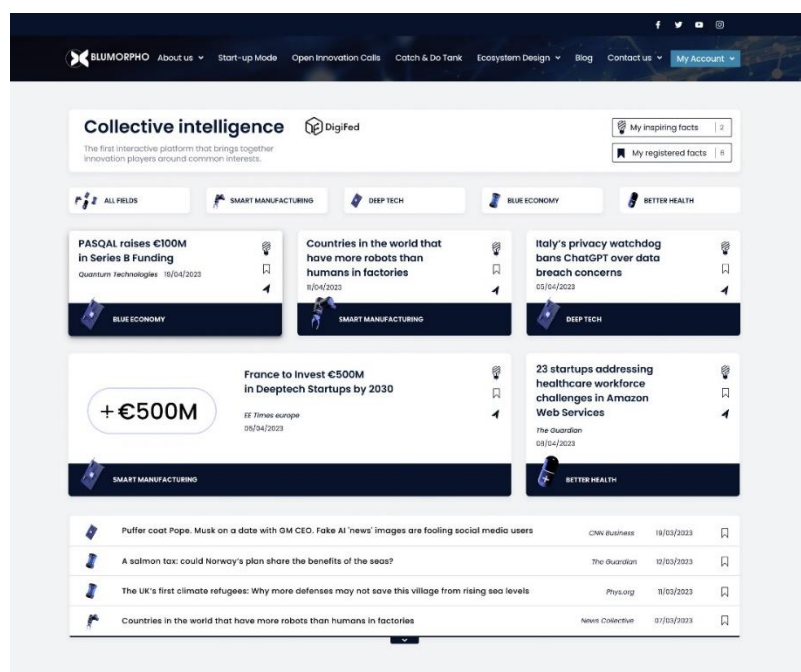 BLUMORPHO About us Start-up Mode Open Innovation Calls Catch & Do Tank Ecosystem Design Blog Contact us My Account
Collective intelligence DigiFed
The first interactive platform that brings together
innovation players around common interests.
My inspiring facts 2
My registered facts 6
ALL FIELDS SMART MANUFACTURING DEEP TECH BLUE ECONOMY BETTER HEALTH
PASQAL raises €100M
in Series B Funding
Quantum Technologies 19/04/2023
BLUE ECONOMY
Countries in the world that
have more robots than
humans in factories
11/04/2023
SMART MANUFACTURING
Italy's privacy watchdog
bans ChatGPT over data
breach concerns
05/04/2023
DEEP TECH
+€500M
France to Invest €500M
in Deeptech Startups by 2030
EE Times europe
05/04/2023
SMART MANUFACTURING
23 startups addressing
healthcare workforce
challenges in Amazon
Web Services
The Guardian
03/04/2023
BETTER HEALTH
Puffer coat Pope. Musk on a date with GM CEO. Fake AI 'news' images are fooling social media users CNN Business 19/03/2023
A salmon tax: could Norway's plan share the benefits of the seas? The Guardian 12/03/2023
The UK's first climate refugees: Why more defenses may not save this village from rising sea levels Phys.org 11/03/2023
Countries in the world that have more robots than humans in factories News Collective 07/03/2023